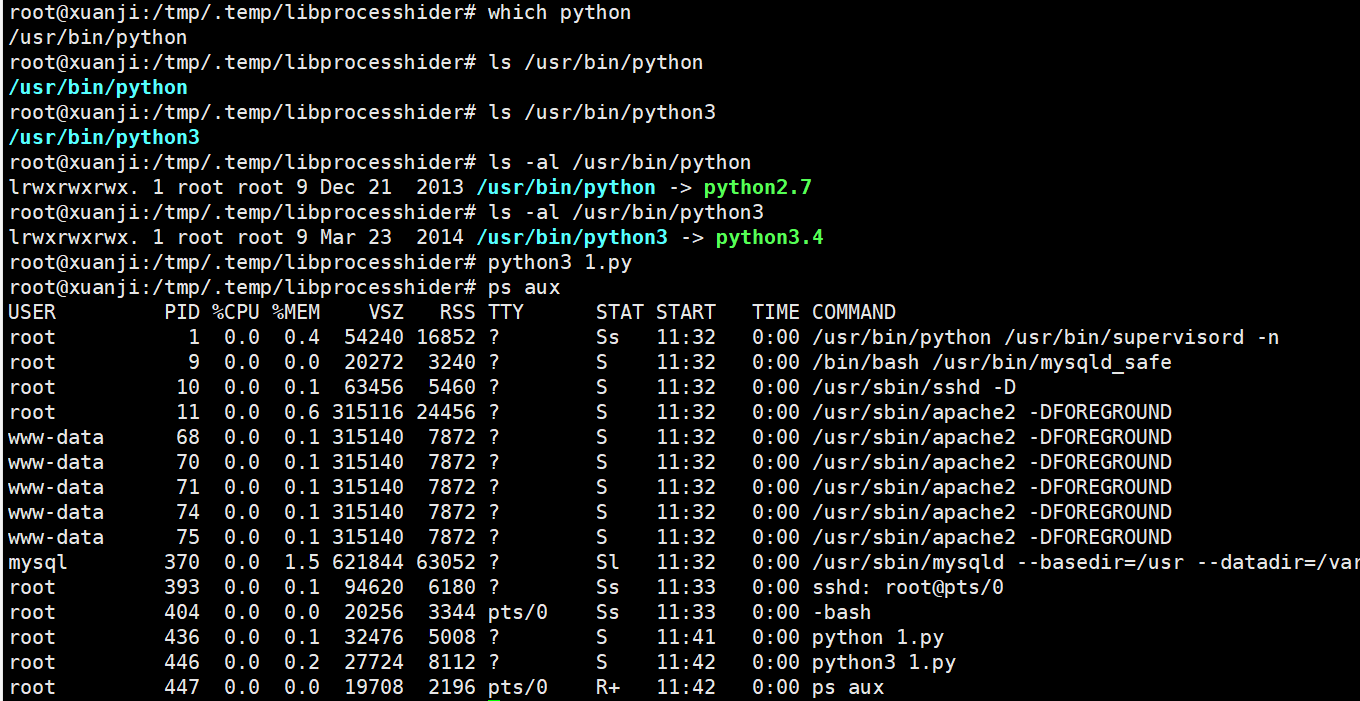 root@xuanji:/tmp/.temp/libprocesshider# which python
/usr/bin/python
root@xuanji:/tmp/.temp/libprocesshider# ls /usr/bin/python
/usr/bin/python
root@xuanji:/tmp/.temp/libprocesshider# ls /usr/bin/python3
/usr/bin/python3
root@xuanji:/tmp/.temp/libprocesshider# ls -al /usr/bin/python
lrwxrwxrwx. 1 root root 9 Dec 21  2013 /usr/bin/python -> python2.7
root@xuanji:/tmp/.temp/libprocesshider# ls -al /usr/bin/python3
lrwxrwxrwx. 1 root root 9 Mar 23  2014 /usr/bin/python3 -> python3.4
root@xuanji:/tmp/.temp/libprocesshider# python3 1.py
root@xuanji:/tmp/.temp/libprocesshider# ps aux
USER         PID %CPU %MEM    VSZ   RSS TTY      STAT START   TIME COMMAND
root           1  0.0  0.4  54240 16852 ?        Ss   11:32   0:00 /usr/bin/python /usr/bin/supervisord -n
root           9  0.0  0.0  20272  3240 ?        S    11:32   0:00 /bin/bash /usr/bin/mysqld_safe
root          10  0.0  0.1  63456  5460 ?        S    11:32   0:00 /usr/sbin/sshd -D
root          11  0.0  0.6 315116 24456 ?        S    11:32   0:00 /usr/sbin/apache2 -DFOREGROUND
www-data      68  0.0  0.1 315140  7872 ?        S    11:32   0:00 /usr/sbin/apache2 -DFOREGROUND
www-data      70  0.0  0.1 315140  7872 ?        S    11:32   0:00 /usr/sbin/apache2 -DFOREGROUND
www-data      71  0.0  0.1 315140  7872 ?        S    11:32   0:00 /usr/sbin/apache2 -DFOREGROUND
www-data      74  0.0  0.1 315140  7872 ?        S    11:32   0:00 /usr/sbin/apache2 -DFOREGROUND
www-data      75  0.0  0.1 315140  7872 ?        S    11:32   0:00 /usr/sbin/apache2 -DFOREGROUND
mysql        370  0.0  1.5 621844 63052 ?        Sl   11:32   0:00 /usr/sbin/mysqld --basedir=/usr --datadir=/var
root         393  0.0  0.1  94620  6180 ?        Ss   11:33   0:00 sshd: root@pts/0
root         404  0.0  0.0  20256  3344 pts/0    Ss   11:33   0:00 -bash
root         436  0.0  0.1  32476  5008 ?        S    11:41   0:00 python 1.py
root         446  0.0  0.2  27724  8112 ?        S    11:42   0:00 python3 1.py
root         447  0.0  0.0  19708  2196 pts/0    R+   11:42   0:00 ps aux